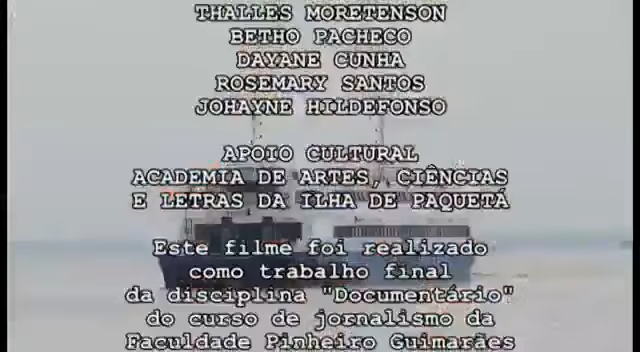 THALLES MORETENSON
BETHO PACHECO
DAYANE CUNHA
ROSEMARY SANTOS
JOHAYNE HILDEFONSO
APOIO CULTURAL
ACADEMIA DE ARTES, CIÊNCIAS
E LETRAS DA ILHA DE PAQUETÁ
Este filme foi realizado
como trabalho final
da disciplina "Documentário"
do curso de jornalismo da
Faculdade Pinheiro Guimarães